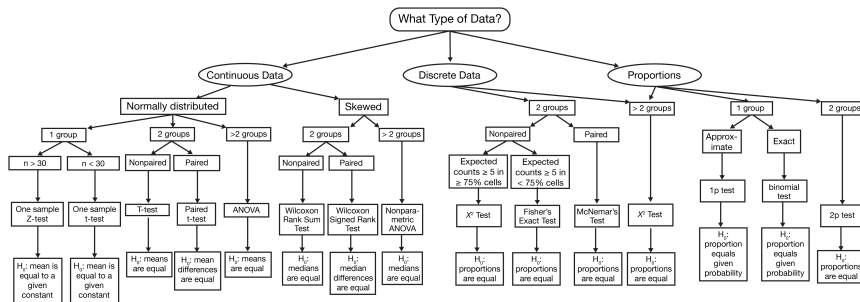 What Type of Data?
Continuous Data
Discrete Data
Proportions
Normally distributed
Skewed
2 groups
> 2 groups
1 group
2 groups
1 group
2 groups
>2 groups
2 groups
> 2 groups
Nonpaired
Paired
Approx-
imate
Exact
n > 30
n < 30
Nonpaired
Paired
Nonpaired
Paired
Expected
counts ≥ 5 in
≥ 75% cells
Expected
counts ≥ 5 in
< 75% cells
1p test
binomial
test
One sample
Z-test
One sample
t-test
T-test
Paired
t-test
ANOVA
Wilcoxon
Rank Sum
Test
Wilcoxon
Signed Rank
Test
Nonpara-
metric
ANOVA
X² Test
Fisher's
Exact Test
McNemar's
Test
X² Test
2p test
H₀: mean is
equal to a
given
constant
H₀: mean is
equal to a
given
constant
H₀: means
are equal
H₀: mean
differences
are equal
H₀: means
are equal
H₀:
medians are
equal
H₀: median
differences
are equal
H₀:
medians are
equal
H₀:
proportions
are equal
H₀:
proportions
are equal
H₀:
proportions
are equal
H₀:
proportions
are equal
H₀:
proportion
equals
given
probability
H₀:
proportion
equals
given
probability
H₀:
proportions
are equal